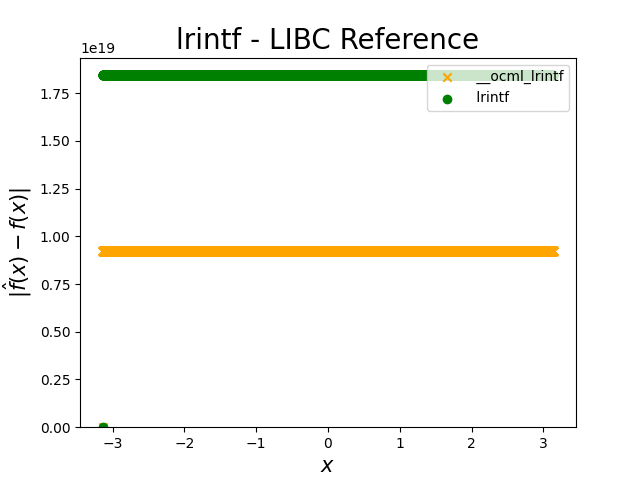 lrintf - LIBC Reference
1e19
__ocml_lrintf
lrintf
1.75
1.50
1.25
1.00
0.75
0.50
0.25
0.00
|f̂(x) − f(x)|
−3
−2
−1
0
1
2
3
x